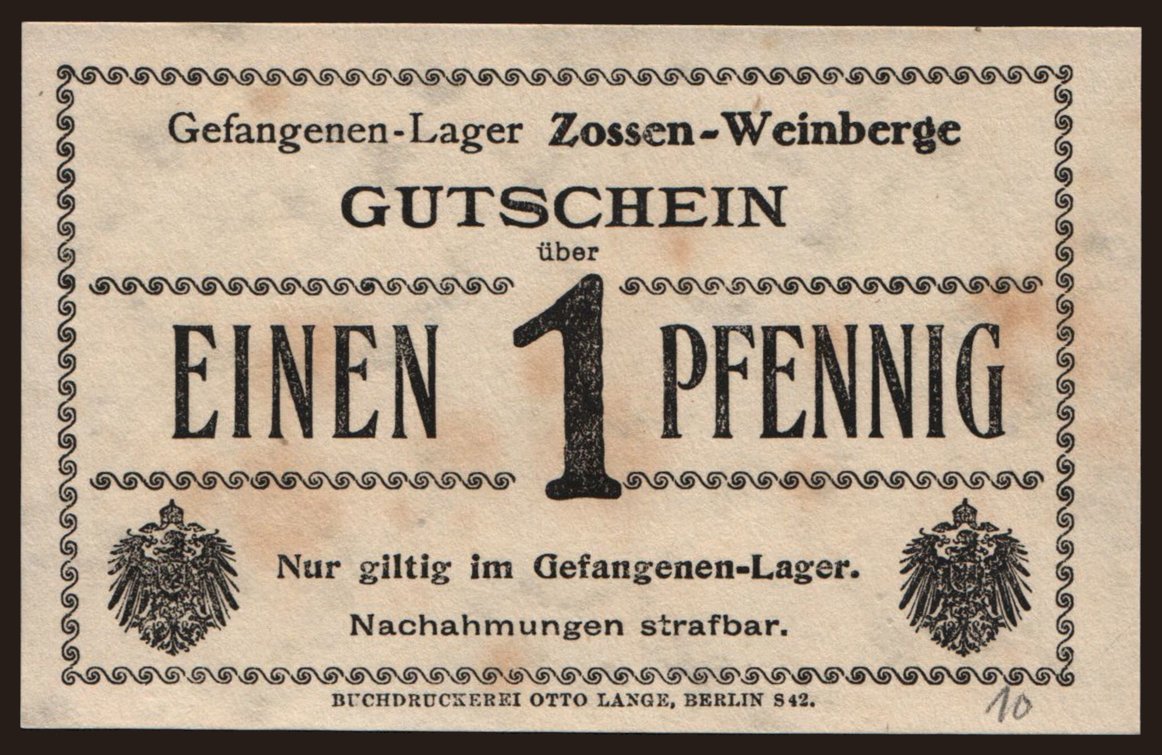 Gefangenen-Lager Zossen-Weinberge
GUTSCHEIN
über
EINEN 1 PFENNIG
Nur giltig im Gefangenen-Lager.
Nachahmungen strafbar.
BUCHDRUCKEREI OTTO LANGE, BERLIN S42.
10